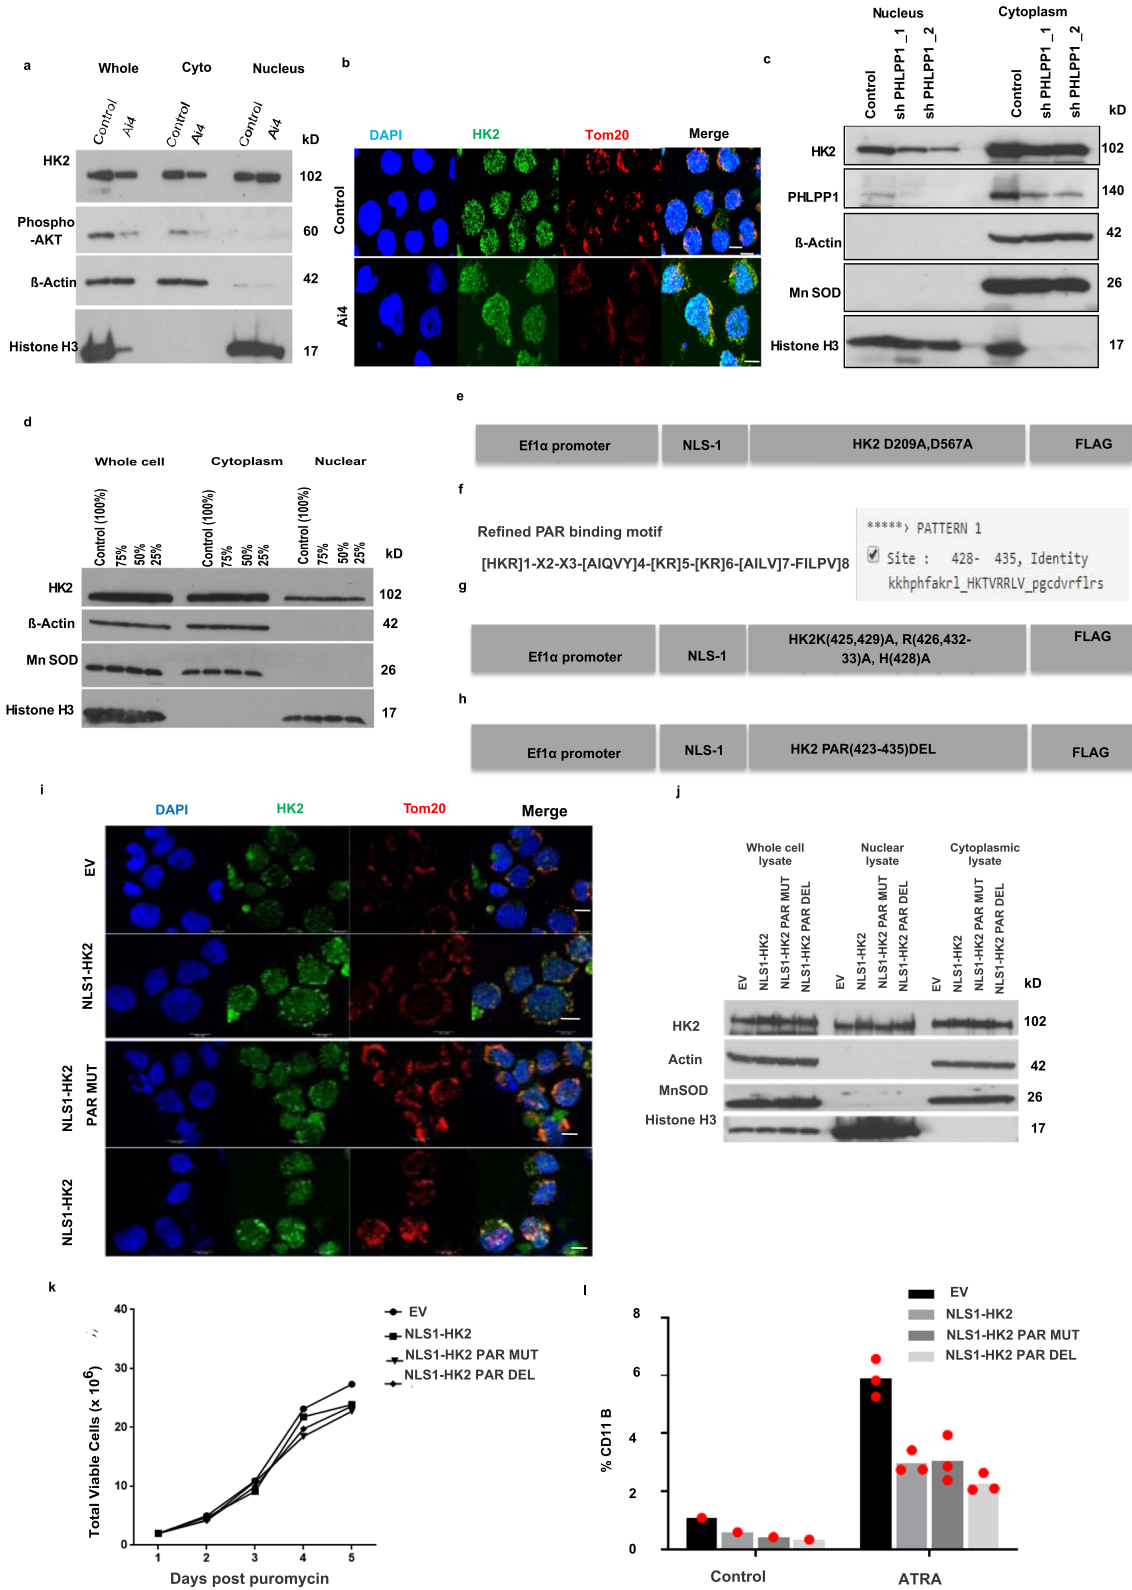 a
Whole Cyto Nucleus
Control Ai4 Control Ai4 Control Ai4
kD
HK2 102
Phospho
-AKT 60
ß-Actin 42
Histone H3 17
b
DAPI HK2 Tom20 Merge
Control
Ai4
c
Nucleus Cytoplasm
Control sh PHLPP1_1 sh PHLPP1_2 Control sh PHLPP1_1 sh PHLPP1_2
kD
HK2 102
PHLPP1 140
ß-Actin 42
Mn SOD 26
Histone H3 17
d
Whole cell Cytoplasm Nuclear
Control (100%) 75% 50% 25% Control (100%) 75% 50% 25% Control (100%) 75% 50% 25%
kD
HK2 102
ß-Actin 42
Mn SOD 26
Histone H3 17
e
Ef1α promoter NLS-1 HK2 D209A,D567A FLAG
f
Refined PAR binding motif
[HKR]1-X2-X3-[AIQVY]4-[KR]5-[KR]6-[AILV]7-FILPV]8
*****> PATTERN 1
Site : 428- 435, Identity
kkhphfakrl_HKTVRRLV_pgcdvrflrs
g
Ef1α promoter NLS-1 HK2K(425,429)A, R(426,432-
33)A, H(428)A FLAG
h
Ef1α promoter NLS-1 HK2 PAR(423-435)DEL FLAG
i
DAPI HK2 Tom20 Merge
EV
NLS1-HK2
NLS1-HK2
PAR MUT
NLS1-HK2
j
Whole cell
lysate
Nuclear
lysate
Cytoplasmic
lysate
EV NLS1-HK2 NLS1-HK2 PAR MUT NLS1-HK2 PAR DEL EV NLS1-HK2 NLS1-HK2 PAR MUT NLS1-HK2 PAR DEL EV NLS1-HK2 NLS1-HK2 PAR MUT NLS1-HK2 PAR DEL
kD
HK2 102
Actin 42
MnSOD 26
Histone H3 17
k
Total Viable Cells (x 10⁶)
40
30
20
10
0
1 2 3 4 5
Days post puromycin
EV
NLS1-HK2
NLS1-HK2 PAR MUT
NLS1-HK2 PAR DEL
l
% CD11 B
8
6
4
2
0
Control ATRA
EV
NLS1-HK2
NLS1-HK2 PAR MUT
NLS1-HK2 PAR DEL